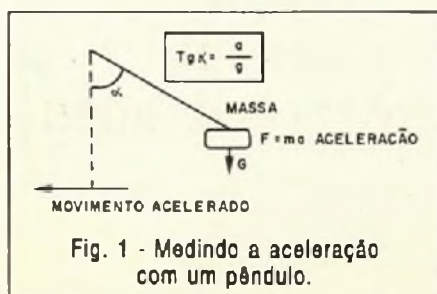 Tgα = a/g
α
MASSA
F = ma ACELERAÇÃO
G
MOVIMENTO ACELERADO
Fig. 1 - Medindo a aceleração
com um pêndulo.